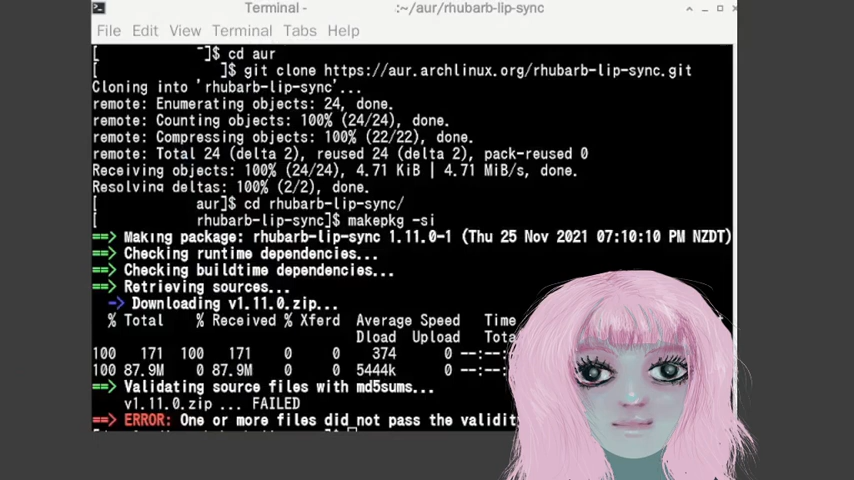 Terminal - :~/aur/rhubarb-lip-sync
File Edit View Terminal Tabs Help
[ ~]$ cd aur
[ ]$ git clone https://aur.archlinux.org/rhubarb-lip-sync.git
Cloning into 'rhubarb-lip-sync'...
remote: Enumerating objects: 24, done.
remote: Counting objects: 100% (24/24), done.
remote: Compressing objects: 100% (22/22), done.
remote: Total 24 (delta 2), reused 24 (delta 2), pack-reused 0
Receiving objects: 100% (24/24), 4.71 KiB | 4.71 MiB/s, done.
Resolving deltas: 100% (2/2), done.
[ aur]$ cd rhubarb-lip-sync/
[ rhubarb-lip-sync]$ makepkg -si
==> Making package: rhubarb-lip-sync 1.11.0-1 (Thu 25 Nov 2021 07:10:10 PM NZDT)
==> Checking runtime dependencies...
==> Checking buildtime dependencies...
==> Retrieving sources...
-> Downloading v1.11.0.zip...
% Total % Received % Xferd Average Speed Time
Dload Upload Tota
100 171 100 171 0 0 374 0 --:--:-- --
100 87.9M 100 87.9M 0 0 5444k 0
==> Validating source files with md5sums...
v1.11.0.zip ... FAILED
==> ERROR: One or more files did not pass the validity